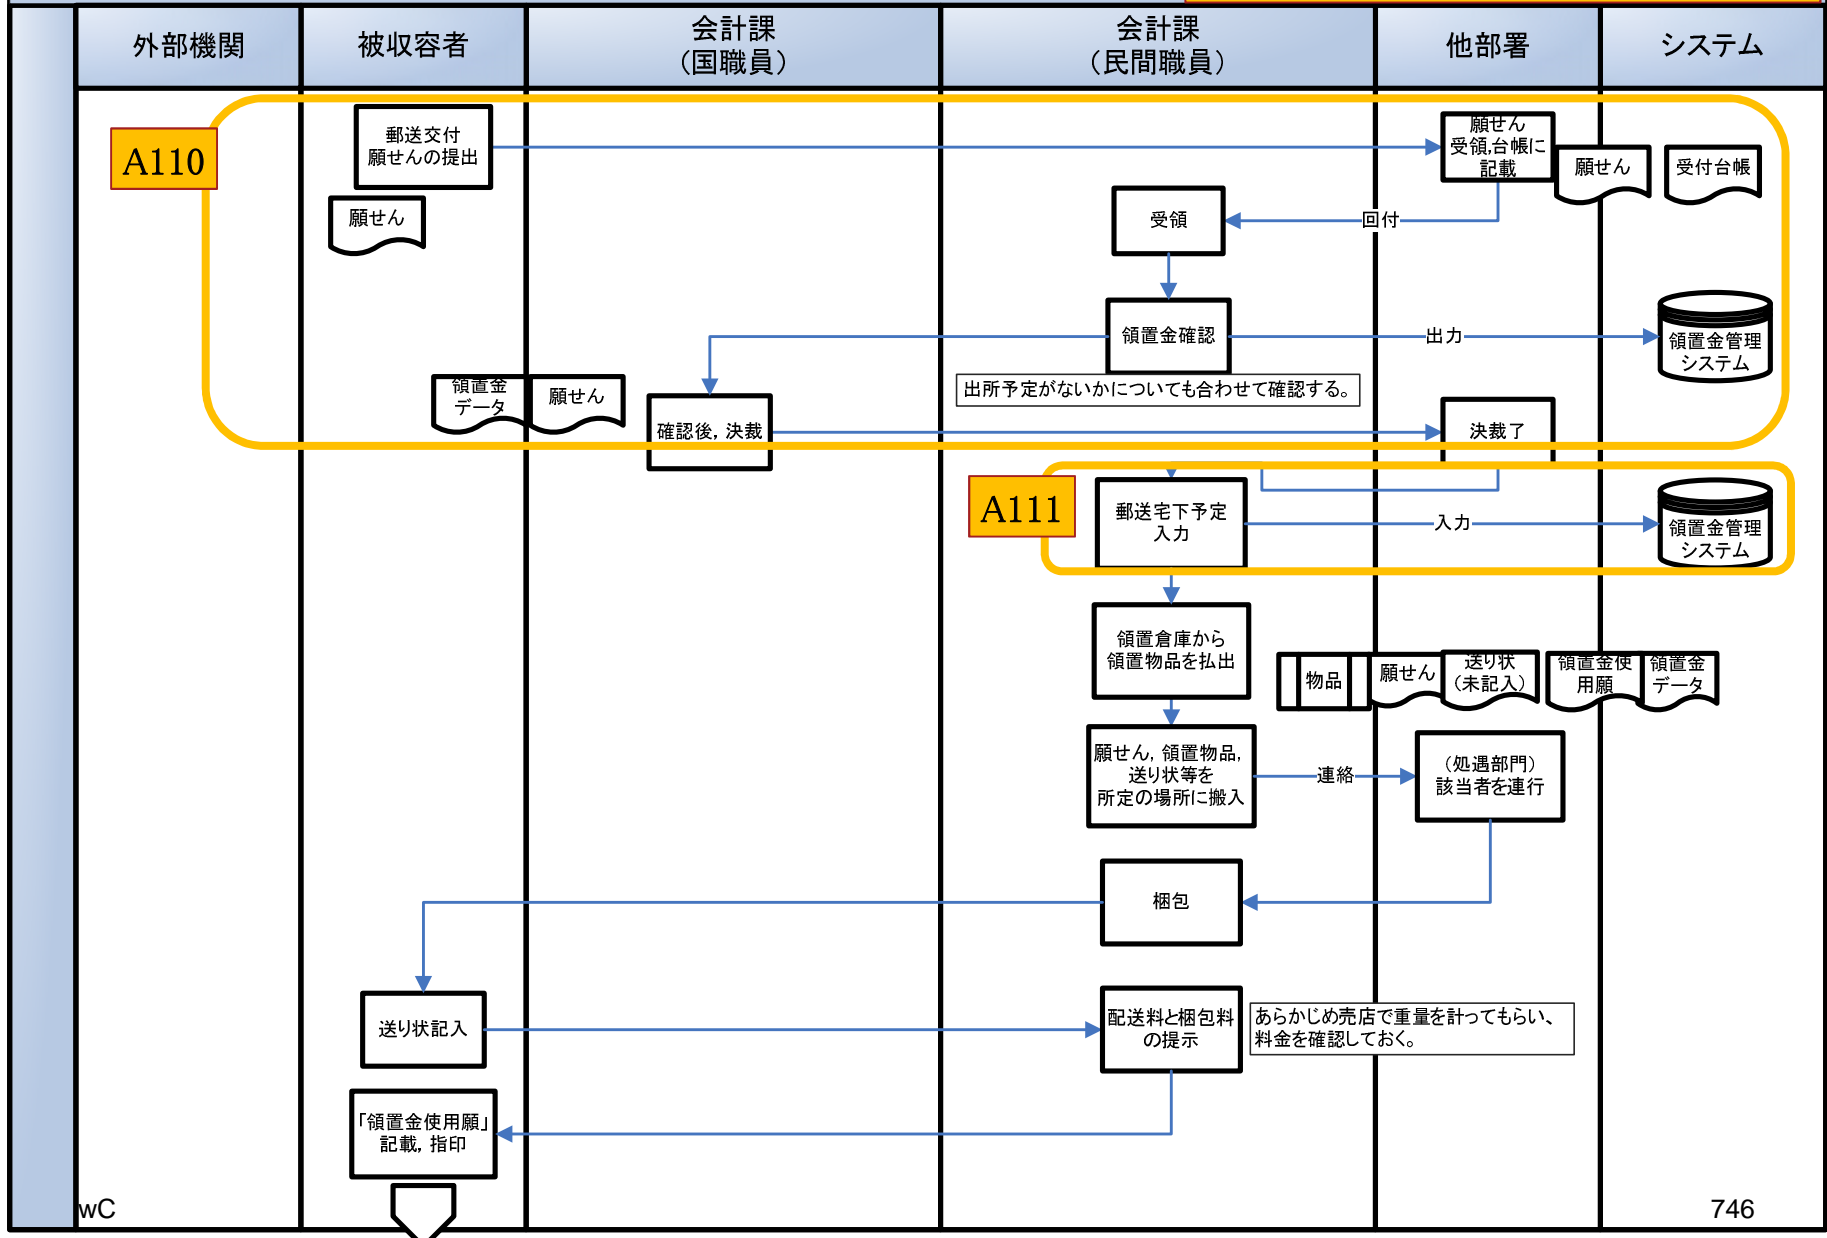 外部機関
被収容者
会計課
（国職員）
会計課
（民間職員）
他部署
システム
A110
郵送交付
願せんの提出
願せん
受領,台帳に
記載
願せん
受付台帳
願せん
受領
回付
領置金確認
出力
領置金管理
システム
出所予定がないかについても合わせて確認する。
領置金
データ
願せん
確認後，決裁
決裁了
A111
郵送宅下予定
入力
入力
領置金管理
システム
領置倉庫から
領置物品を払出
物品
願せん
送り状
（未記入）
領置金使
用願
領置金
データ
願せん，領置物品，
送り状等を
所定の場所に搬入
連絡
（処遇部門）
該当者を連行
梱包
送り状記入
配送料と梱包料
の提示
あらかじめ売店で重量を計ってもらい、
料金を確認しておく。
「領置金使用願」
記載，指印
wC
746